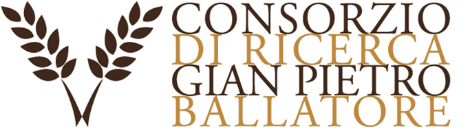 CONSORZIO
DI RICERCA
GIAN PIETRO
BALLATORE